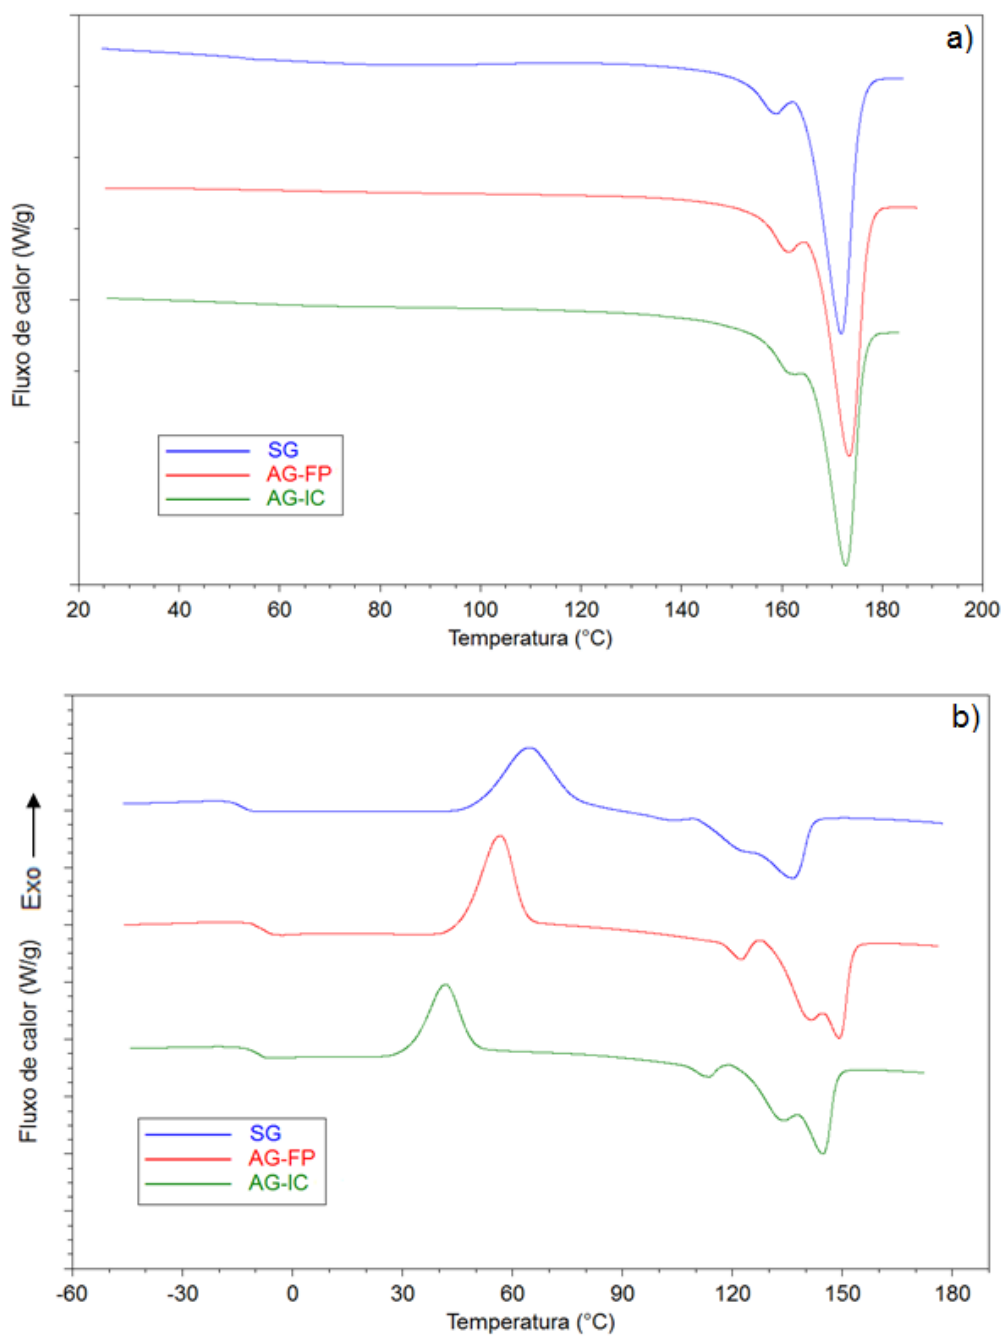 a)
Fluxo de calor (W/g)
SG
AG-FP
AG-IC
20 40 60 80 100 120 140 160 180 200
Temperatura (°C)
b)
Fluxo de calor (W/g) Exo
SG
AG-FP
AG-IC
-60 -30 0 30 60 90 120 150 180
Temperatura (°C)